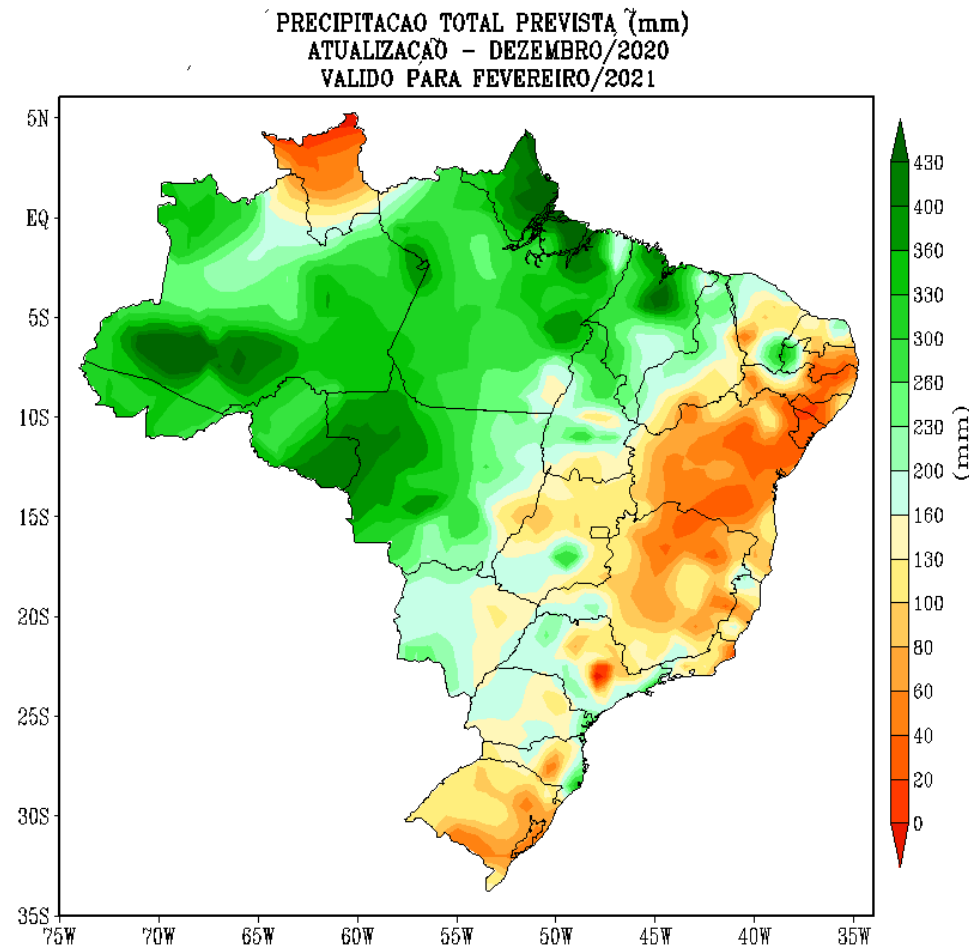 PRECIPITACAO TOTAL PREVISTA (mm)
ATUALIZACAO - DEZEMBRO/2020
VALIDO PARA FEVEREIRO/2021
5N
EQ
5S
10S
15S
20S
25S
30S
35S
75W
70W
65W
60W
55W
50W
45W
40W
35W
430
400
360
330
300
260
230
200
160
130
100
80
60
40
20
0
(mm)